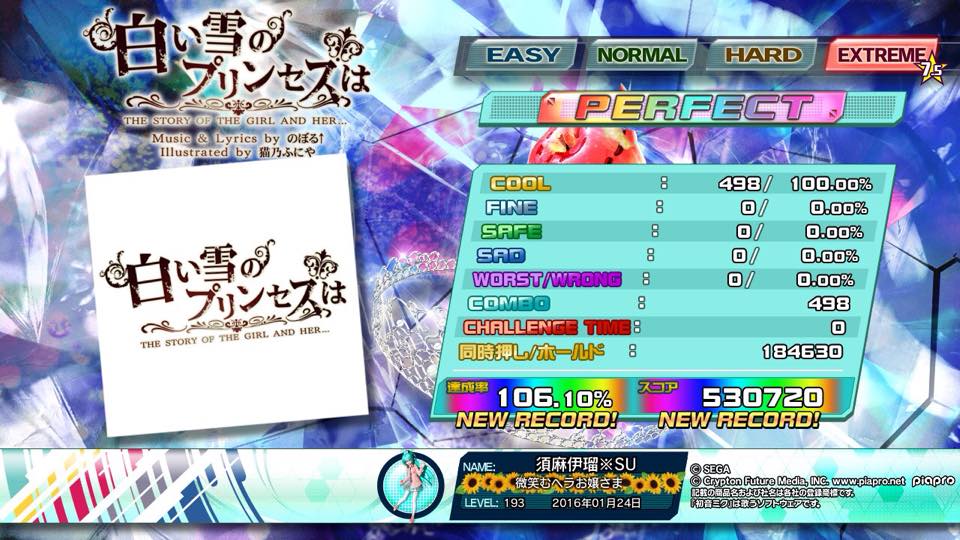 白い雪の
プリンセスは
THE STORY OF THE GIRL AND HER...
Music & Lyrics by のぼる↑
Illustrated by 猫乃ふにゃ
EASY NORMAL HARD EXTREME 7.5
PERFECT
白い雪の
プリンセスは
THE STORY OF THE GIRL AND HER...
COOL : 498/ 100.00%
FINE : 0/ 0.00%
SAFE : 0/ 0.00%
SAD : 0/ 0.00%
WORST/WRONG : 0/ 0.00%
COMBO : 498
CHALLENGE TIME : 0
同時押し/ホールド : 184630
達成率 106.10% スコア 530720
NEW RECORD! NEW RECORD!
NAME: 須麻伊瑠※SU
微笑むヘラお嬢さま
LEVEL: 193 2016年01月24日
© SEGA
© Crypton Future Media, INC. www.piapro.net piapro
記載の商品名および社名は各社の登録商標です。
『初音ミク』は歌うソフトウェアです。